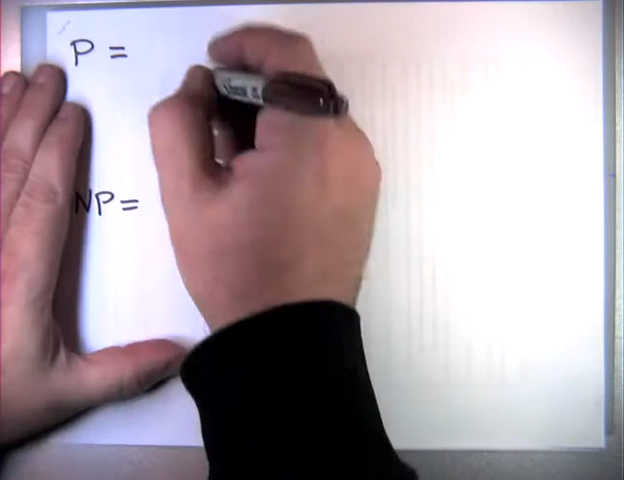 P =
NP =